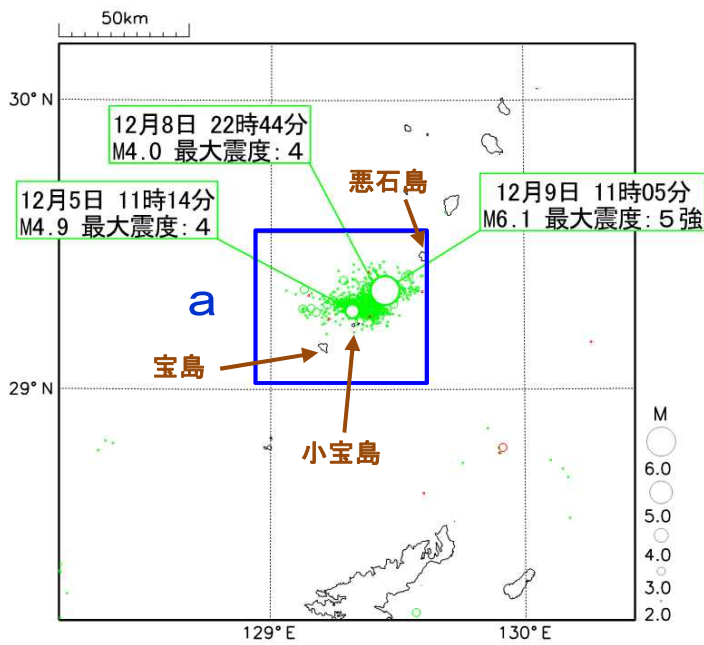 50km
30°N
12月8日 22時44分
M4.0 最大震度:4
悪石島
12月5日 11時14分
M4.9 最大震度:4
12月9日 11時05分
M6.1 最大震度:5強
a
宝島
29°N
小宝島
M
6.0
5.0
4.0
3.0
2.0
129°E
130°E